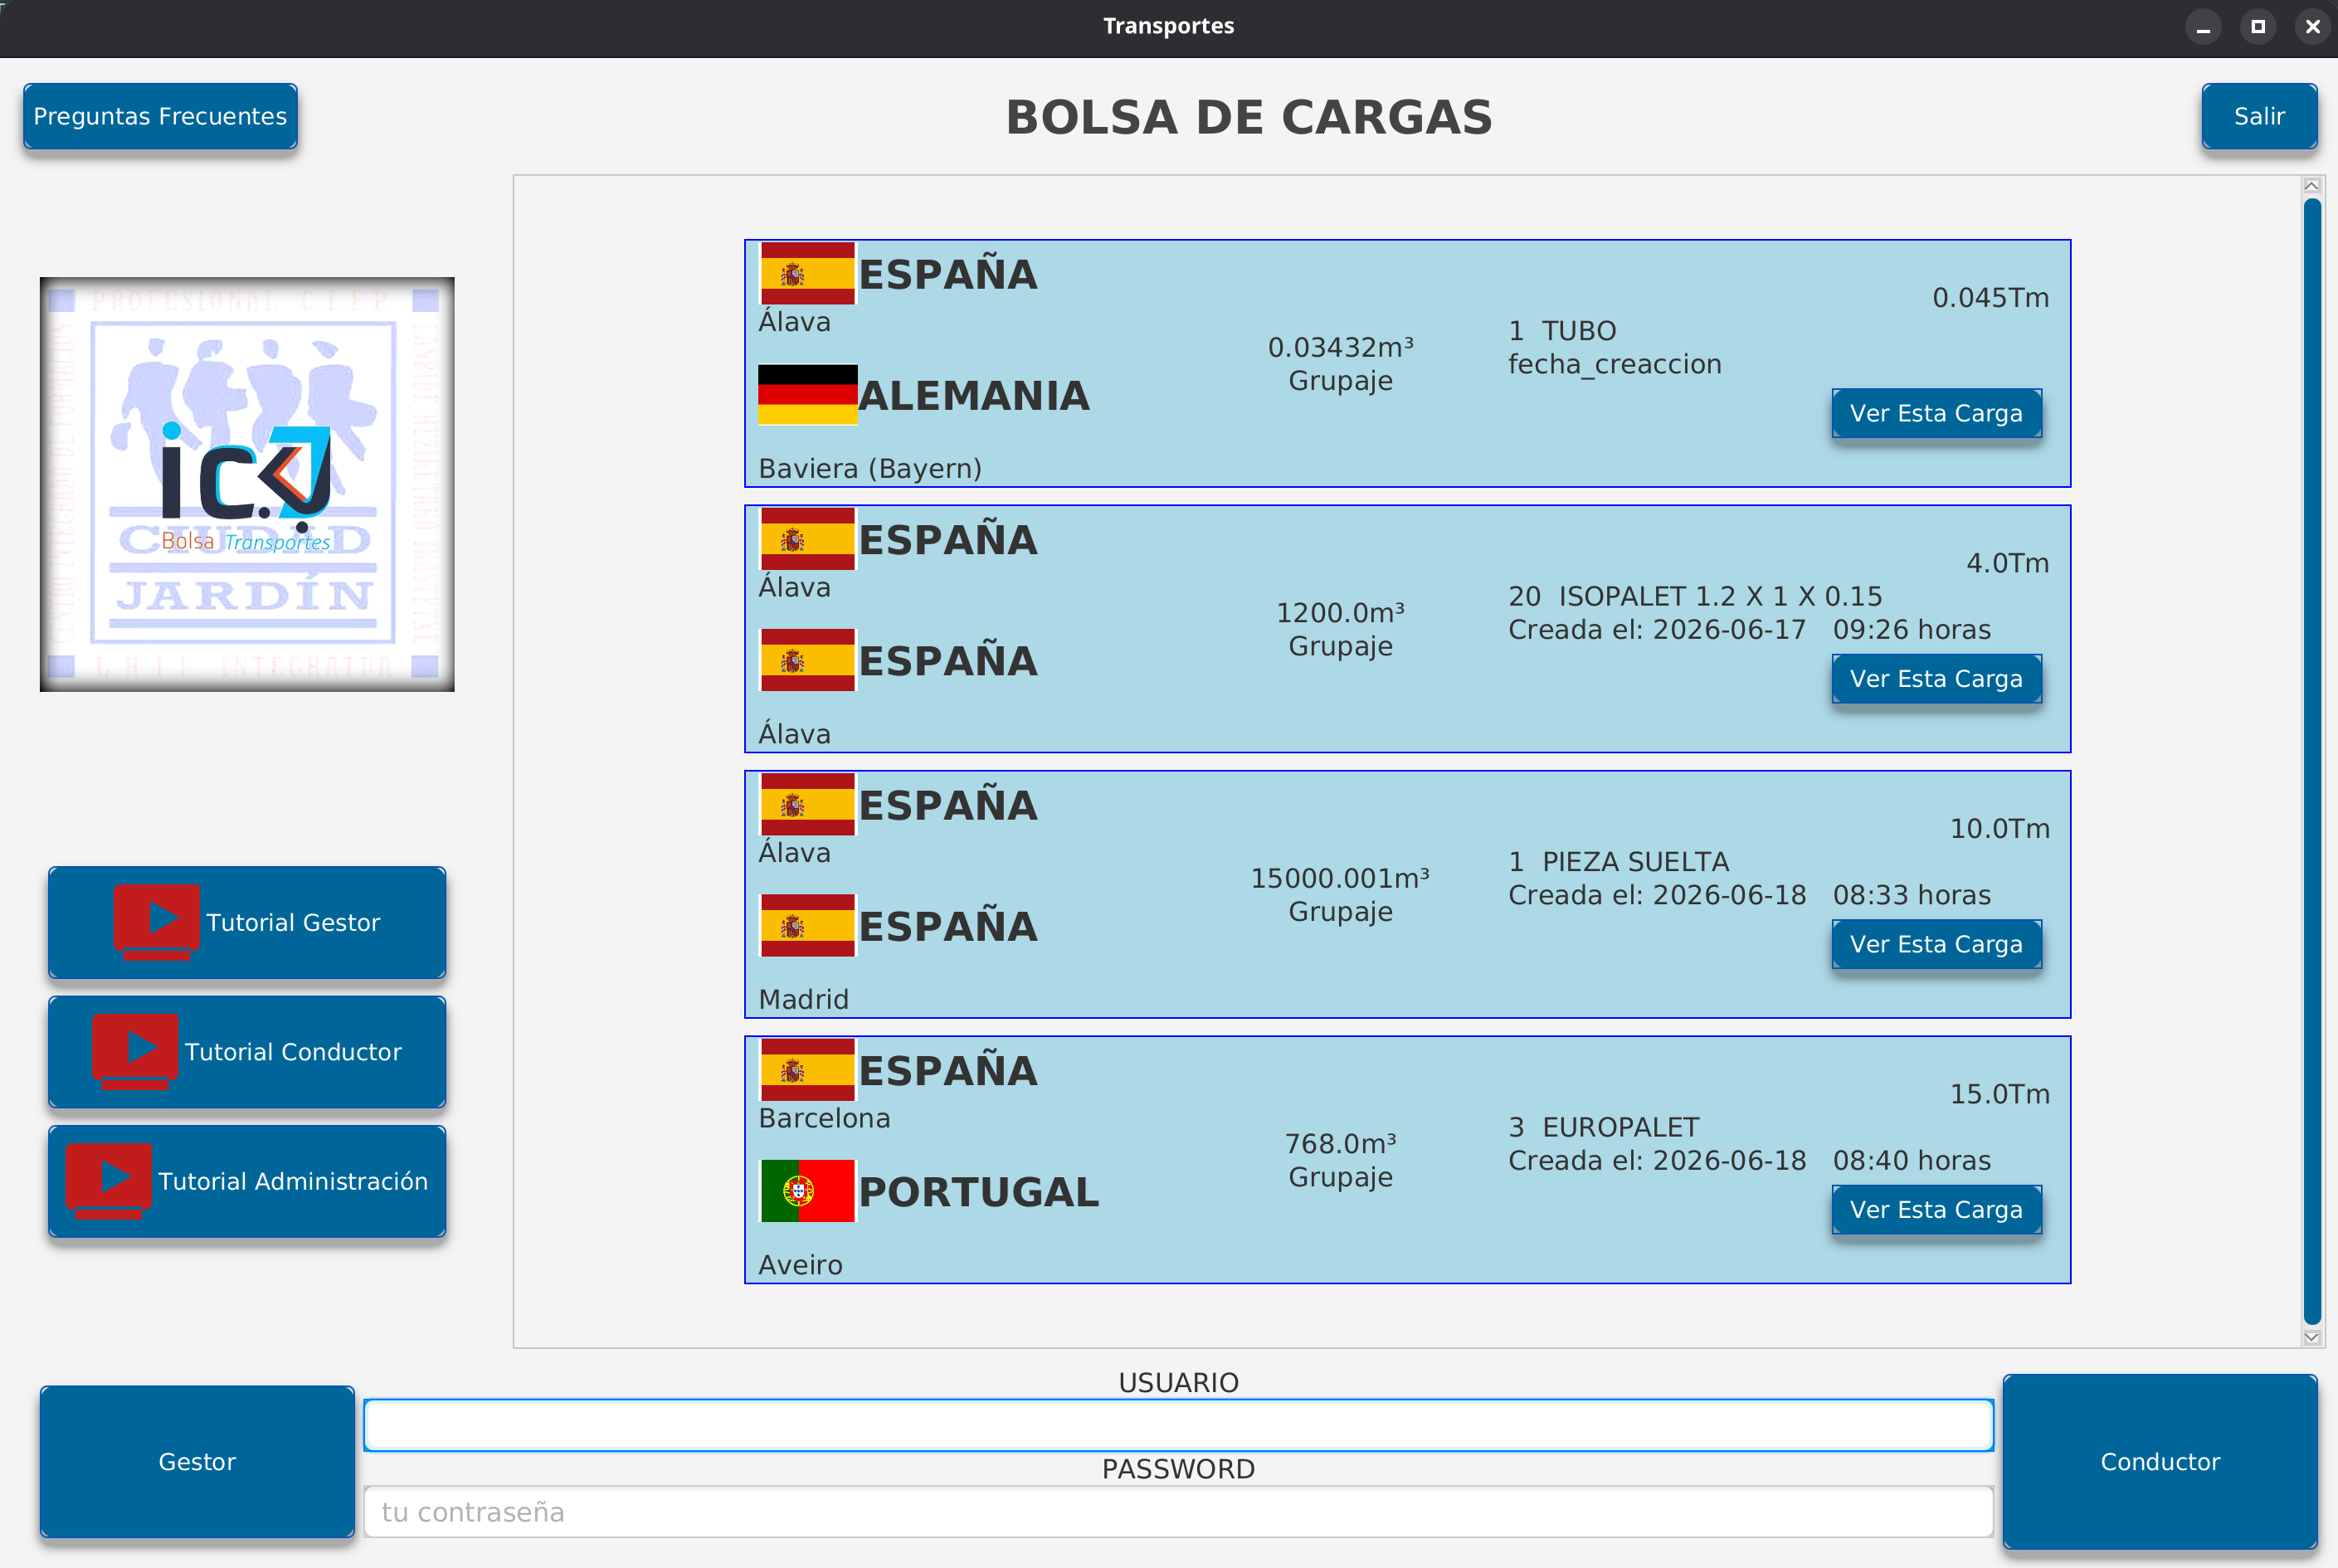 Transportes
Preguntas Frecuentes
BOLSA DE CARGAS
Salir
PROFESIONAL C.I.F.P.
CIUDAD
JARDÍN
Bolsa Transportes
L.H.I.I. INTEGRATUA
ESPAÑA
Álava
ALEMANIA
Baviera (Bayern)
0.03432m³
Grupaje
1 TUBO
fecha_creaccion
0.045Tm
Ver Esta Carga
ESPAÑA
Álava
ESPAÑA
Álava
1200.0m³
Grupaje
20 ISOPALET 1.2 X 1 X 0.15
Creada el: 2026-06-17 09:26 horas
4.0Tm
Ver Esta Carga
ESPAÑA
Álava
ESPAÑA
Madrid
15000.001m³
Grupaje
1 PIEZA SUELTA
Creada el: 2026-06-18 08:33 horas
10.0Tm
Ver Esta Carga
ESPAÑA
Barcelona
PORTUGAL
Aveiro
768.0m³
Grupaje
3 EUROPALET
Creada el: 2026-06-18 08:40 horas
15.0Tm
Ver Esta Carga
Tutorial Gestor
Tutorial Conductor
Tutorial Administración
Gestor
USUARIO
PASSWORD
tu contraseña
Conductor